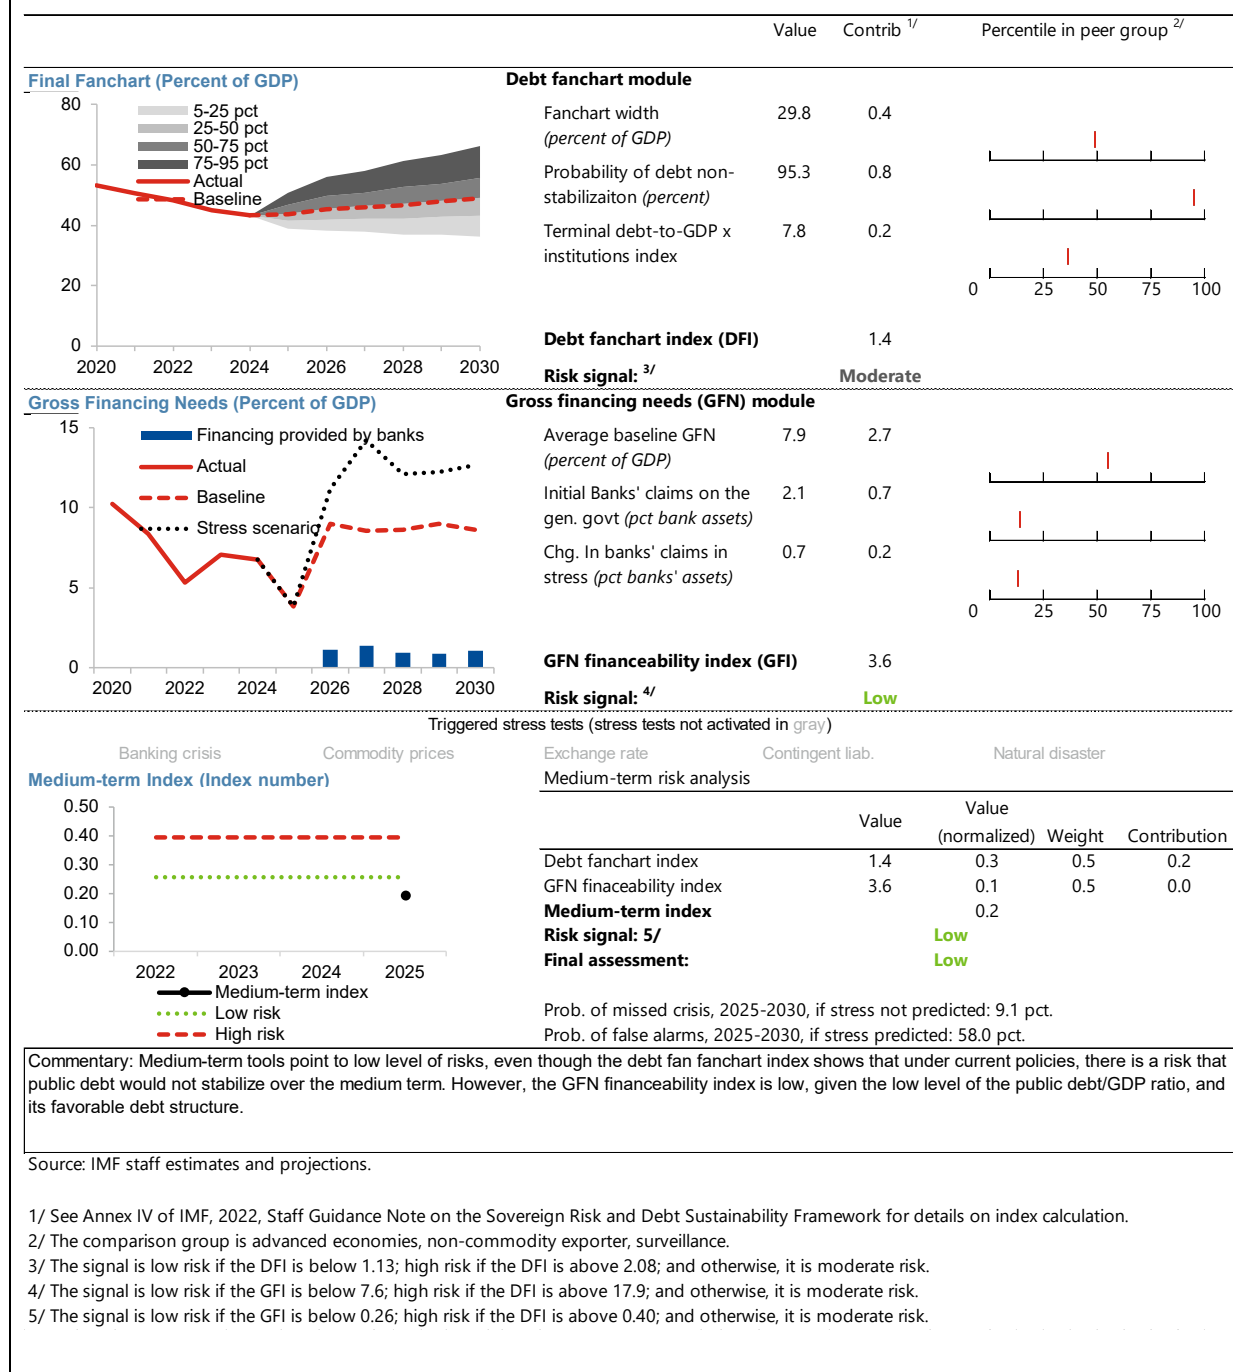 Value Contrib 1/ Percentile in peer group 2/
Final Fanchart (Percent of GDP)
80
60
40
20
0
2020 2022 2024 2026 2028 2030
5-25 pct
25-50 pct
50-75 pct
75-95 pct
Actual
Baseline
Debt fanchart module
Fanchart width 29.8 0.4
(percent of GDP)
Probability of debt non- 95.3 0.8
stabilizaiton (percent)
Terminal debt-to-GDP x 7.8 0.2
institutions index
0 25 50 75 100
Debt fanchart index (DFI) 1.4
Risk signal: 3/ Moderate
Gross Financing Needs (Percent of GDP)
15
10
5
0
2020 2022 2024 2026 2028 2030
Financing provided by banks
Actual
Baseline
Stress scenario
Gross financing needs (GFN) module
Average baseline GFN 7.9 2.7
(percent of GDP)
Initial Banks' claims on the 2.1 0.7
gen. govt (pct bank assets)
Chg. In banks' claims in 0.7 0.2
stress (pct banks' assets)
0 25 50 75 100
GFN financeability index (GFI) 3.6
Risk signal: 4/ Low
Triggered stress tests (stress tests not activated in gray)
Banking crisis Commodity prices Exchange rate Contingent liab. Natural disaster
Medium-term Index (Index number)
0.50
0.40
0.30
0.20
0.10
0.00
2022 2023 2024 2025
Medium-term index
Low risk
High risk
Medium-term risk analysis
Value Value (normalized) Weight Contribution
Debt fanchart index 1.4 0.3 0.5 0.2
GFN finaceability index 3.6 0.1 0.5 0.0
Medium-term index 0.2
Risk signal: 5/ Low
Final assessment: Low
Prob. of missed crisis, 2025-2030, if stress not predicted: 9.1 pct.
Prob. of false alarms, 2025-2030, if stress predicted: 58.0 pct.
Commentary: Medium-term tools point to low level of risks, even though the debt fan fanchart index shows that under current policies, there is a risk that
public debt would not stabilize over the medium term. However, the GFN financeability index is low, given the low level of the public debt/GDP ratio, and
its favorable debt structure.
Source: IMF staff estimates and projections.
1/ See Annex IV of IMF, 2022, Staff Guidance Note on the Sovereign Risk and Debt Sustainability Framework for details on index calculation.
2/ The comparison group is advanced economies, non-commodity exporter, surveillance.
3/ The signal is low risk if the DFI is below 1.13; high risk if the DFI is above 2.08; and otherwise, it is moderate risk.
4/ The signal is low risk if the GFI is below 7.6; high risk if the DFI is above 17.9; and otherwise, it is moderate risk.
5/ The signal is low risk if the GFI is below 0.26; high risk if the DFI is above 0.40; and otherwise, it is moderate risk.